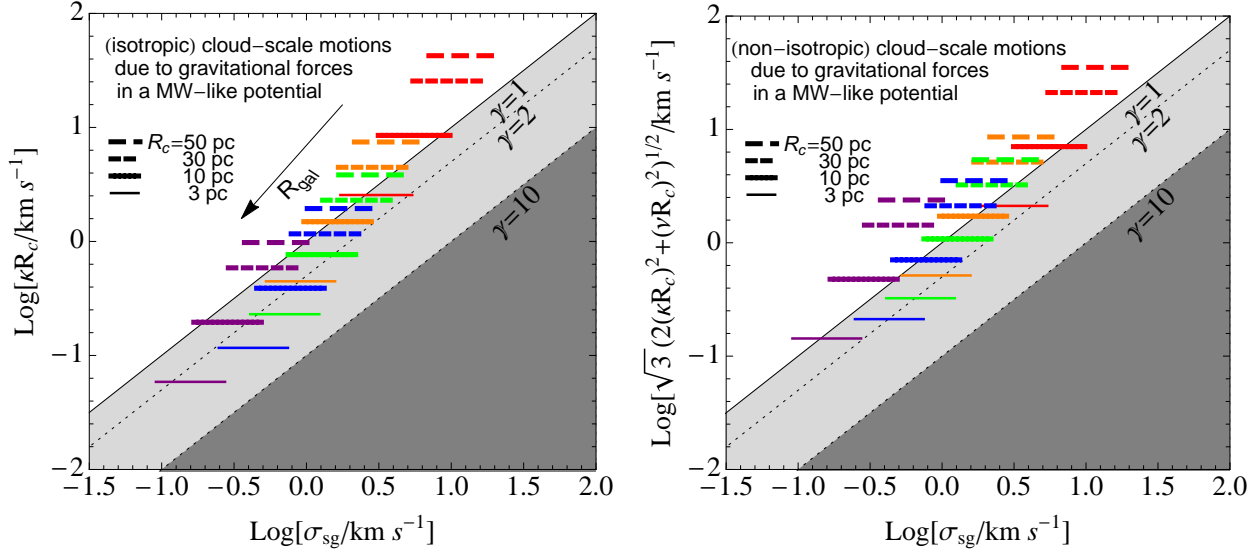 (isotropic) cloud−scale motions
due to gravitational forces
in a MW−like potential
R_c=50 pc
30 pc
10 pc
3 pc
R_gal
γ=1
γ=2
γ=10
2
1
0
−1
−2
Log[κR_c/km s⁻¹]
−1.5 −1.0 −0.5 0.0 0.5 1.0 1.5 2.0
Log[σ_sg/km s⁻¹]
(non−isotropic) cloud−scale motions
due to gravitational forces
in a MW−like potential
R_c=50 pc
30 pc
10 pc
3 pc
γ=1
γ=2
γ=10
2
1
0
−1
−2
Log[√3 (2(κR_c)²+(νR_c)²)^{1/2}/km s⁻¹]
−1.5 −1.0 −0.5 0.0 0.5 1.0 1.5 2.0
Log[σ_sg/km s⁻¹]